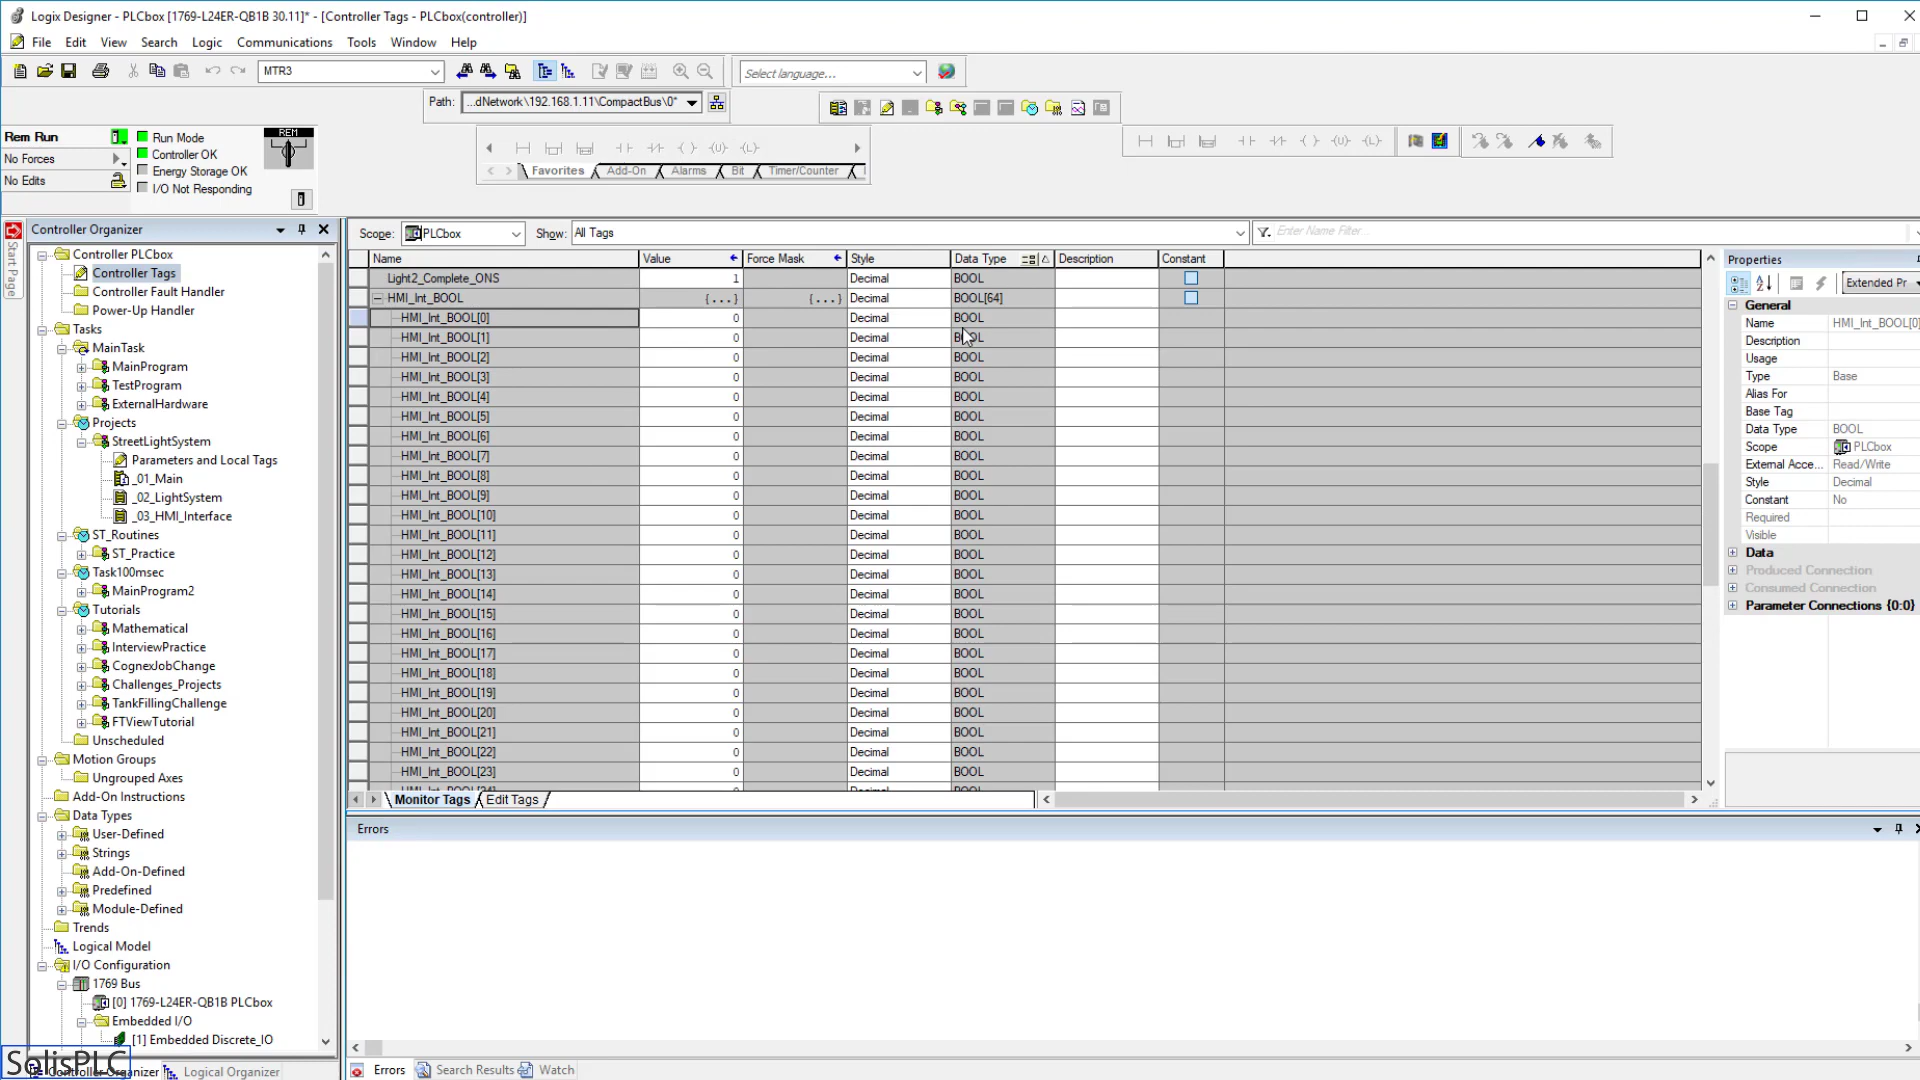 Logix Designer - PLCbox [1769-L24ER-QB1B 30.11]* - [Controller Tags - PLCbox(controller)]
File Edit View Search Logic Communications Tools Window Help
MTR3
Select language...
Path: ...dNetwork\192.168.1.11\CompactBus\0*
Rem Run
No Forces
No Edits
Run Mode
Controller OK
Energy Storage OK
I/O Not Responding
REM
Favorites Add-On Alarms Bit Timer/Counter
Start Page
Controller Organizer
Controller PLCbox
Controller Tags
Controller Fault Handler
Power-Up Handler
Tasks
MainTask
MainProgram
TestProgram
ExternalHardware
Projects
StreetLightSystem
Parameters and Local Tags
_01_Main
_02_LightSystem
_03_HMI_Interface
ST_Routines
ST_Practice
Task100msec
MainProgram2
Tutorials
Mathematical
InterviewPractice
CognexJobChange
Challenges_Projects
TankFillingChallenge
FTViewTutorial
Unscheduled
Motion Groups
Ungrouped Axes
Add-On Instructions
Data Types
User-Defined
Strings
Add-On-Defined
Predefined
Module-Defined
Trends
Logical Model
I/O Configuration
1769 Bus
[0] 1769-L24ER-QB1B PLCbox
Embedded I/O
[1] Embedded Discrete_IO
Controller Organizer Logical Organizer
SolisPLC
Scope: PLCbox Show: All Tags Enter Name Filter...
Name Value Force Mask Style Data Type Description Constant
Light2_Complete_ONS 1 Decimal BOOL
HMI_Int_BOOL {...} {...} Decimal BOOL[64]
HMI_Int_BOOL[0] 0 Decimal BOOL
HMI_Int_BOOL[1] 0 Decimal BOOL
HMI_Int_BOOL[2] 0 Decimal BOOL
HMI_Int_BOOL[3] 0 Decimal BOOL
HMI_Int_BOOL[4] 0 Decimal BOOL
HMI_Int_BOOL[5] 0 Decimal BOOL
HMI_Int_BOOL[6] 0 Decimal BOOL
HMI_Int_BOOL[7] 0 Decimal BOOL
HMI_Int_BOOL[8] 0 Decimal BOOL
HMI_Int_BOOL[9] 0 Decimal BOOL
HMI_Int_BOOL[10] 0 Decimal BOOL
HMI_Int_BOOL[11] 0 Decimal BOOL
HMI_Int_BOOL[12] 0 Decimal BOOL
HMI_Int_BOOL[13] 0 Decimal BOOL
HMI_Int_BOOL[14] 0 Decimal BOOL
HMI_Int_BOOL[15] 0 Decimal BOOL
HMI_Int_BOOL[16] 0 Decimal BOOL
HMI_Int_BOOL[17] 0 Decimal BOOL
HMI_Int_BOOL[18] 0 Decimal BOOL
HMI_Int_BOOL[19] 0 Decimal BOOL
HMI_Int_BOOL[20] 0 Decimal BOOL
HMI_Int_BOOL[21] 0 Decimal BOOL
HMI_Int_BOOL[22] 0 Decimal BOOL
HMI_Int_BOOL[23] 0 Decimal BOOL
Monitor Tags Edit Tags
Properties
Extended Pr
General
Name HMI_Int_BOOL[0]
Description
Usage
Type Base
Alias For
Base Tag
Data Type BOOL
Scope PLCbox
External Acce... Read/Write
Style Decimal
Constant No
Required
Visible
Data
Produced Connection
Consumed Connection
Parameter Connections {0:0}
Errors
Errors Search Results Watch